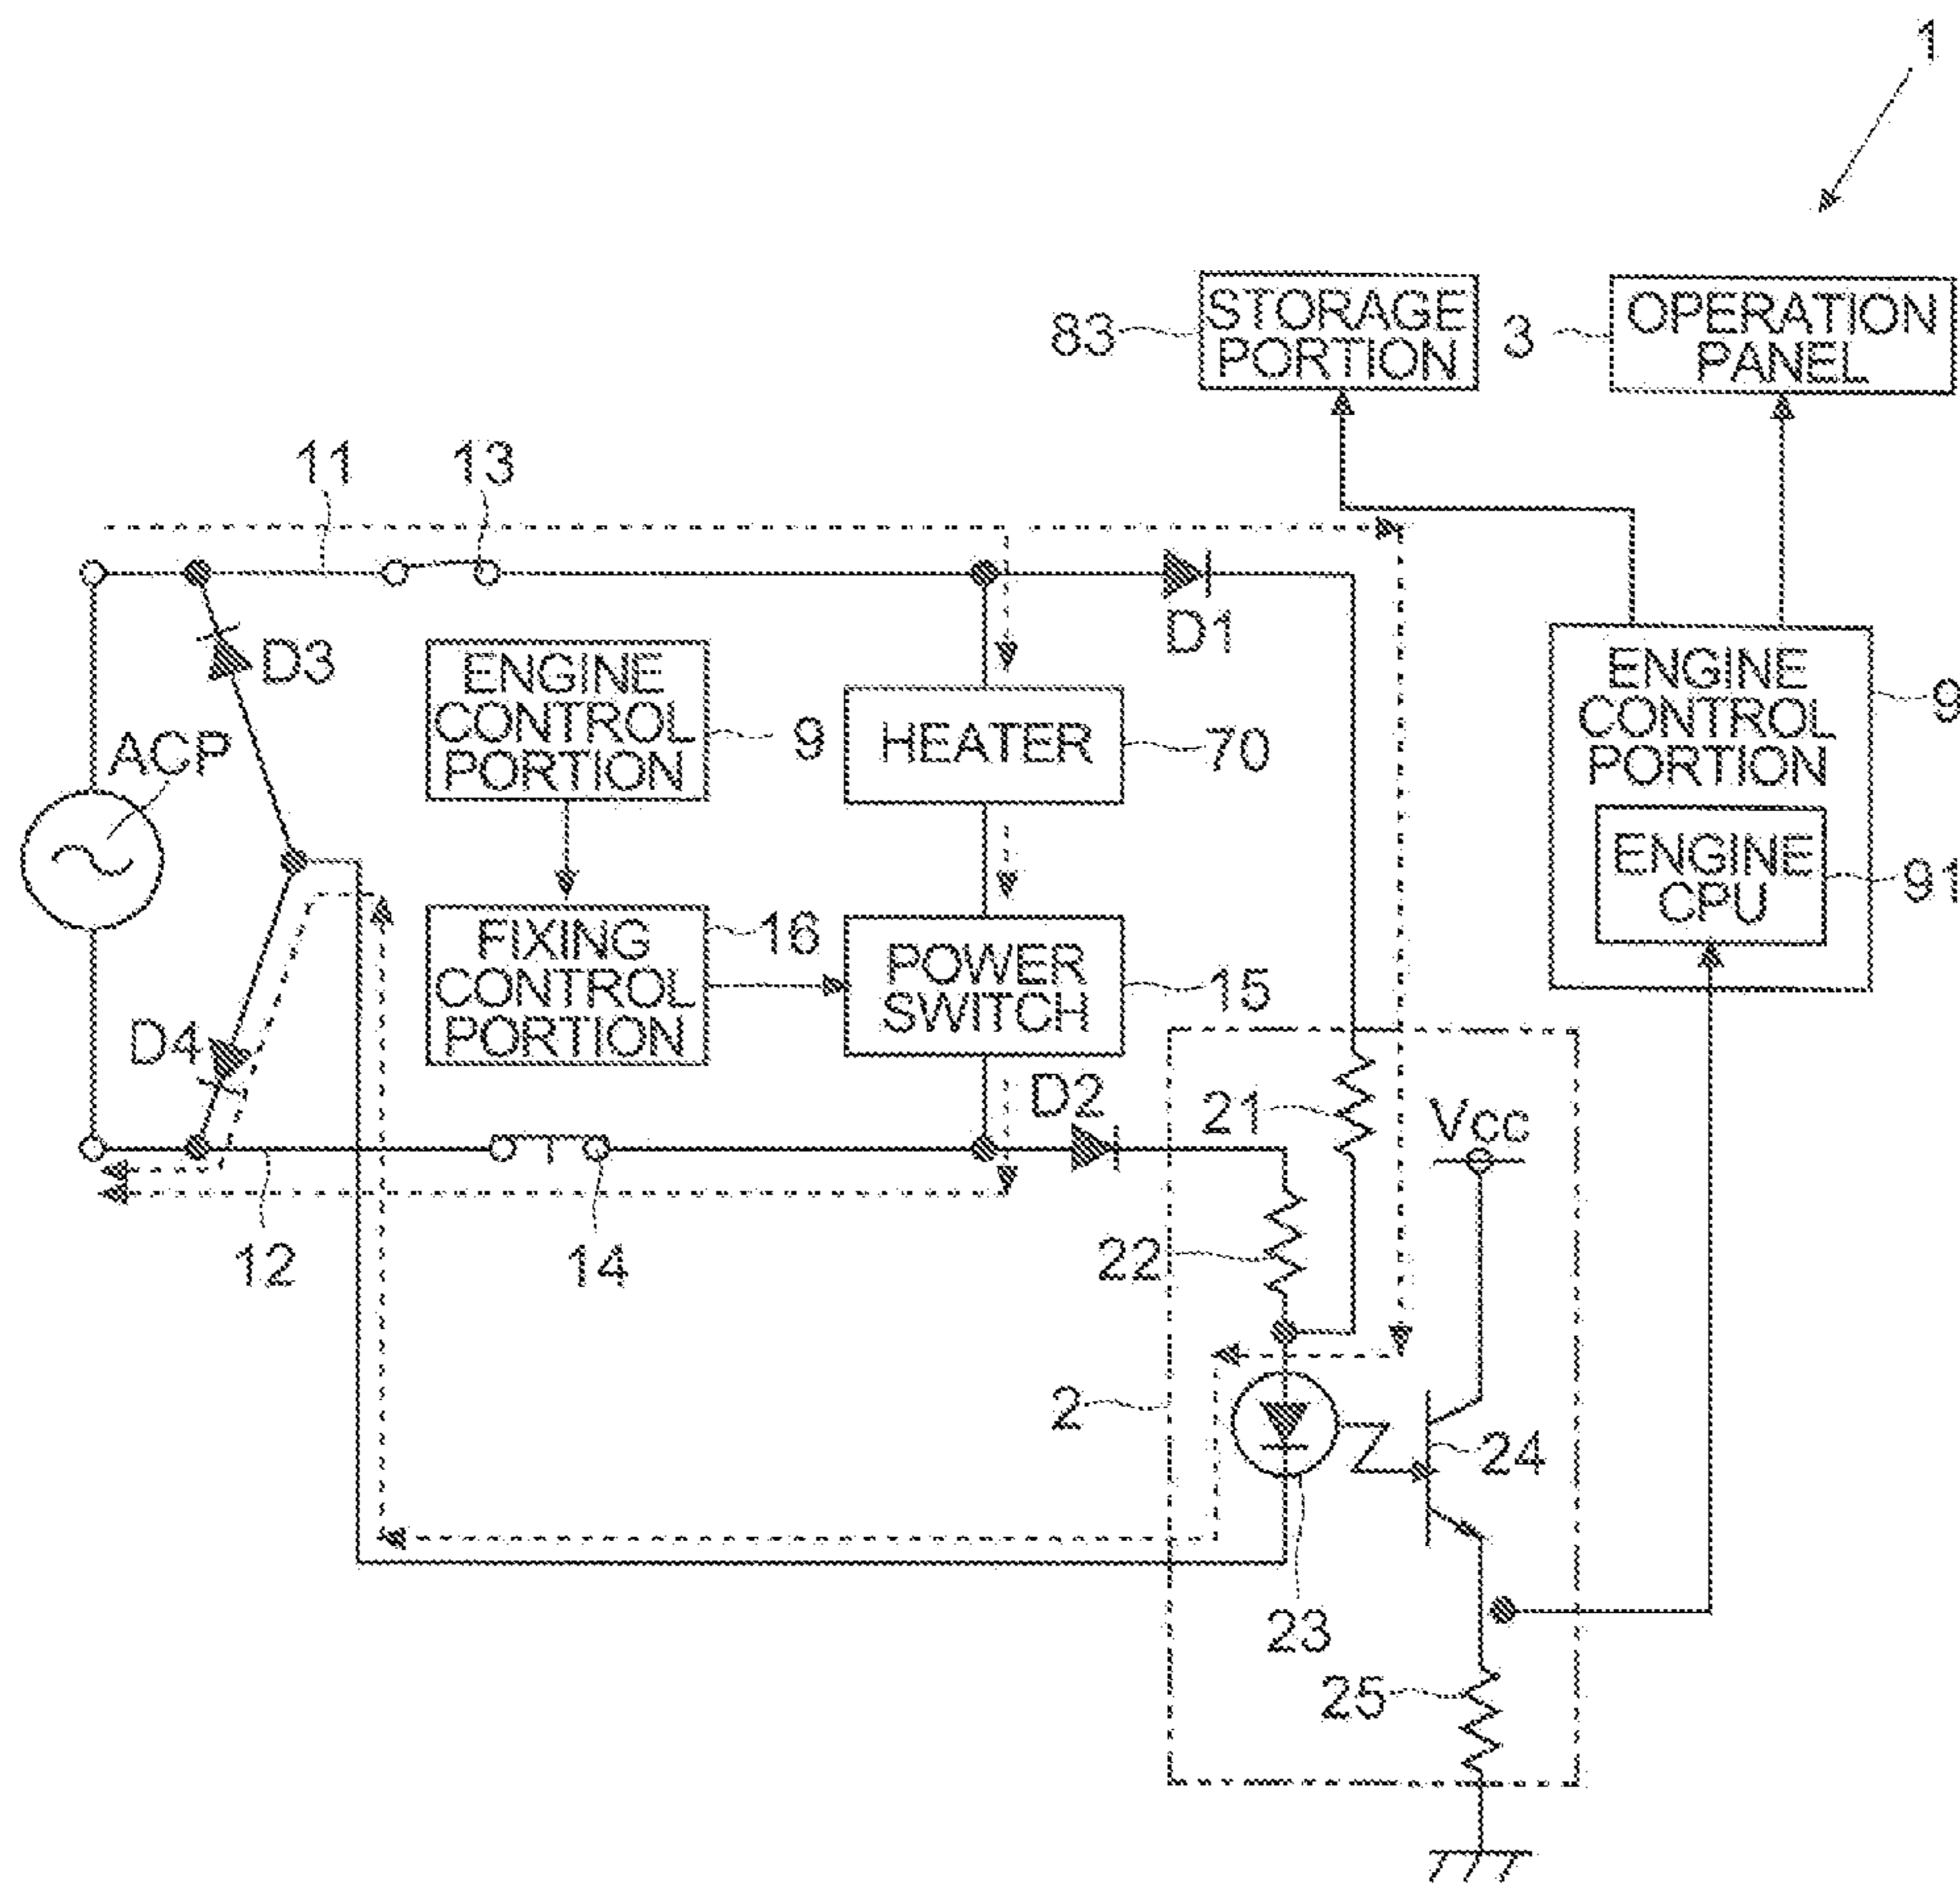 1
83
STORAGE
PORTION
3
OPERATION
PANEL
11
13
D1
D3
ENGINE
CONTROL
PORTION
9
HEATER
70
ENGINE
CONTROL
PORTION
9
ACP
ENGINE
CPU
91
FIXING
CONTROL
PORTION
16
POWER
SWITCH
15
D4
D2
21
Vcc
12
14
22
2
24
23
25